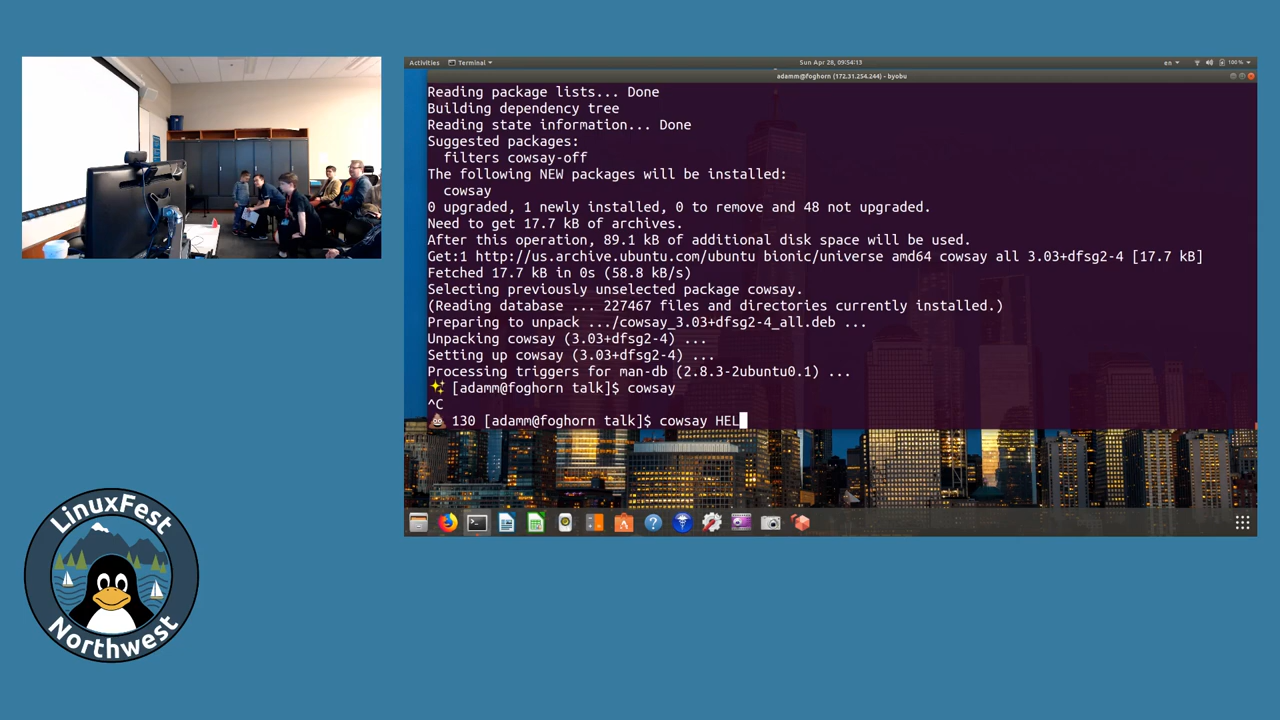 Activities
Terminal
Sun Apr 28, 09:54:13
en
100%
adamm@foghorn (172.31.254.244) - byobu
Reading package lists... Done
Building dependency tree
Reading state information... Done
Suggested packages:
filters cowsay-off
The following NEW packages will be installed:
cowsay
0 upgraded, 1 newly installed, 0 to remove and 48 not upgraded.
Need to get 17.7 kB of archives.
After this operation, 89.1 kB of additional disk space will be used.
Get:1 http://us.archive.ubuntu.com/ubuntu bionic/universe amd64 cowsay all 3.03+dfsg2-4 [17.7 kB]
Fetched 17.7 kB in 0s (58.8 kB/s)
Selecting previously unselected package cowsay.
(Reading database ... 227467 files and directories currently installed.)
Preparing to unpack .../cowsay_3.03+dfsg2-4_all.deb ...
Unpacking cowsay (3.03+dfsg2-4) ...
Setting up cowsay (3.03+dfsg2-4) ...
Processing triggers for man-db (2.8.3-2ubuntu0.1) ...
✨ [adamm@foghorn talk]$ cowsay
^C
💩 130 [adamm@foghorn talk]$ cowsay HEL
LinuxFest
Northwest